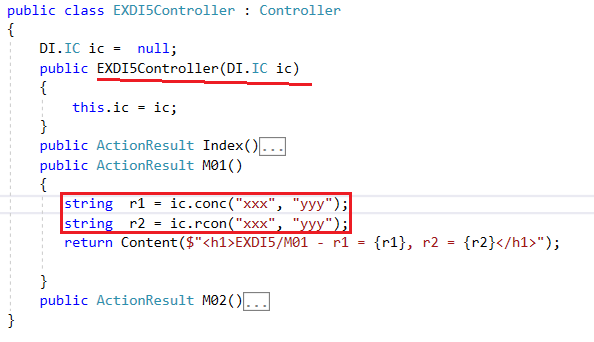 public class EXDI5Controller : Controller
{
DI.IC ic =  null;
public EXDI5Controller(DI.IC ic)
{
this.ic = ic;
}
public ActionResult Index()...
public ActionResult M01()
{
string  r1 = ic.conc("xxx", "yyy");
string  r2 = ic.rcon("xxx", "yyy");
return Content($"<h1>EXDI5/M01 - r1 = {r1}, r2 = {r2}</h1>");
}
public ActionResult M02()...
}